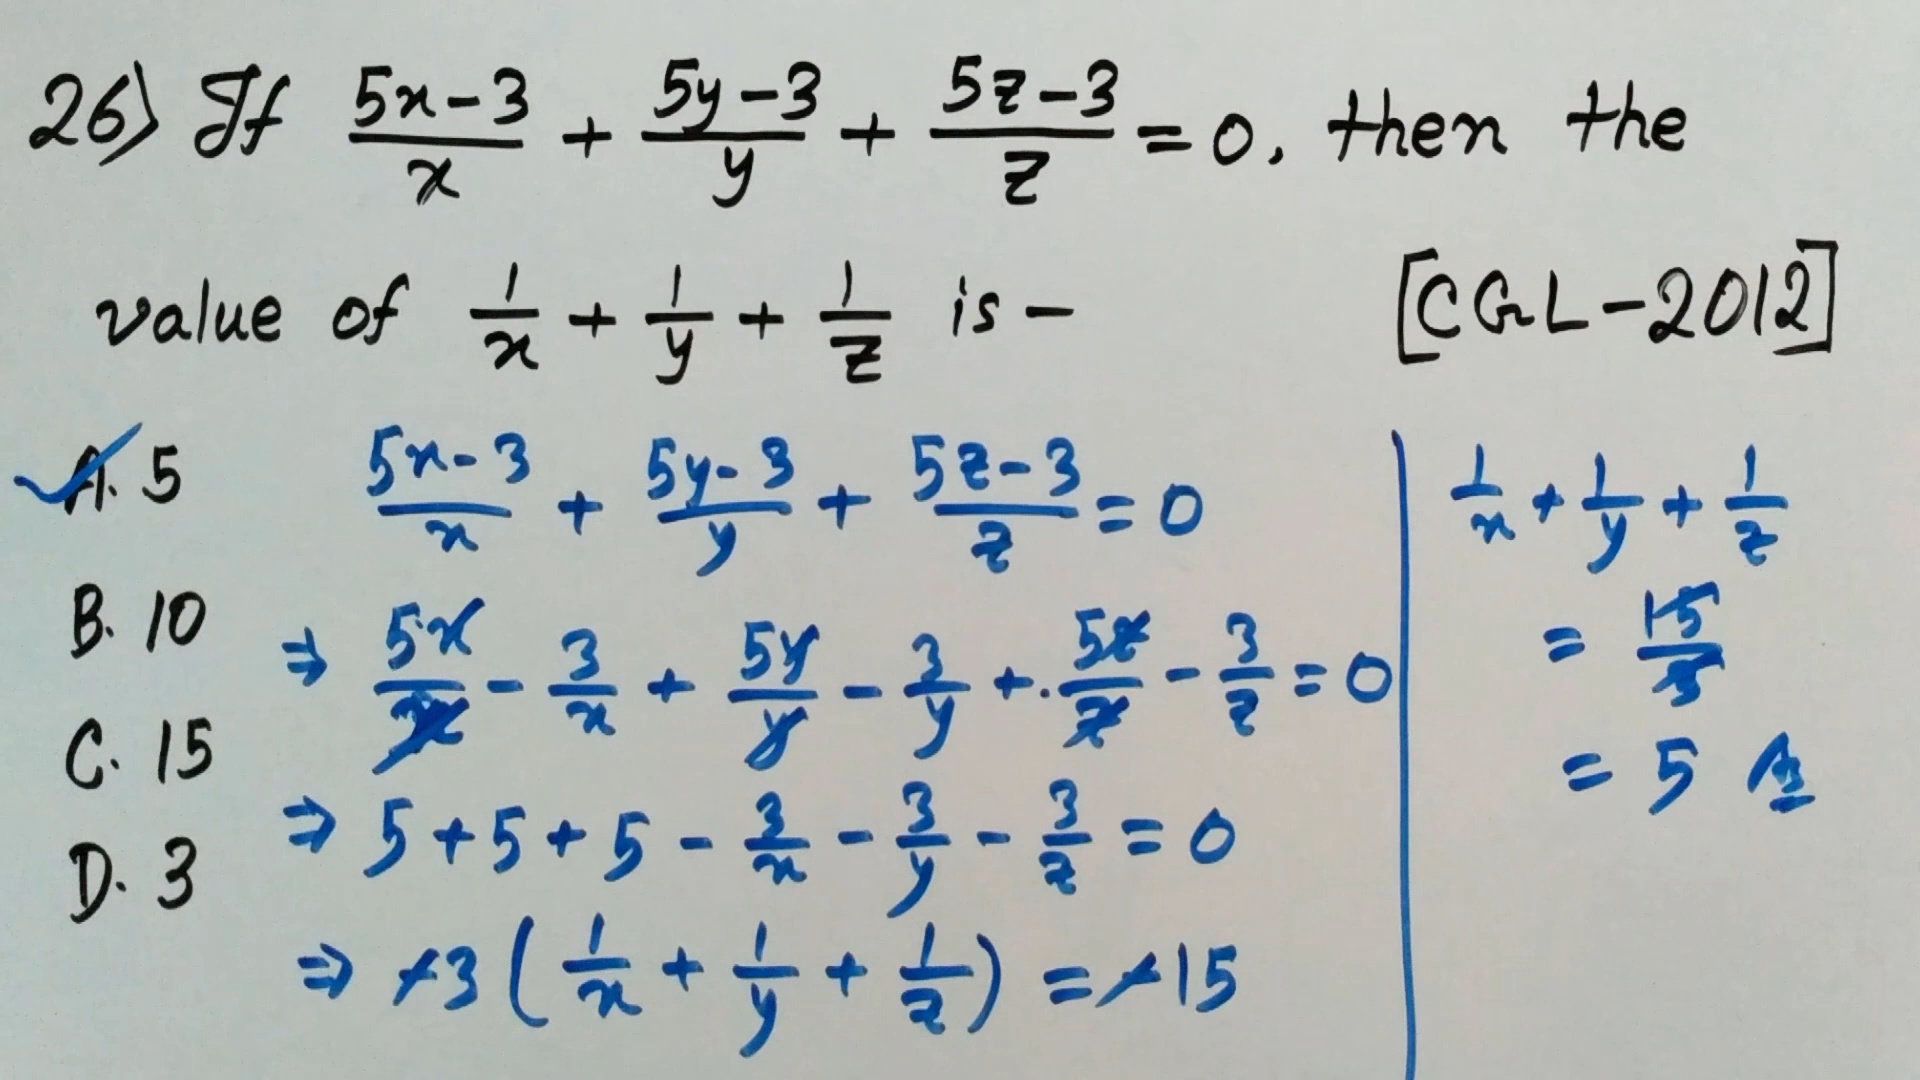 26) If (5x-3)/x + (5y-3)/y + (5z-3)/z = 0, then the
value of 1/x + 1/y + 1/z is - [CGL-2012]
A. 5
B. 10
C. 15
D. 3
(5x-3)/x + (5y-3)/y + (5z-3)/z = 0
⇒ 5x/x - 3/x + 5y/y - 3/y + 5z/z - 3/z = 0
⇒ 5 + 5 + 5 - 3/x - 3/y - 3/z = 0
⇒ -3 (1/x + 1/y + 1/z) = -15
1/x + 1/y + 1/z
= 15/3
= 5